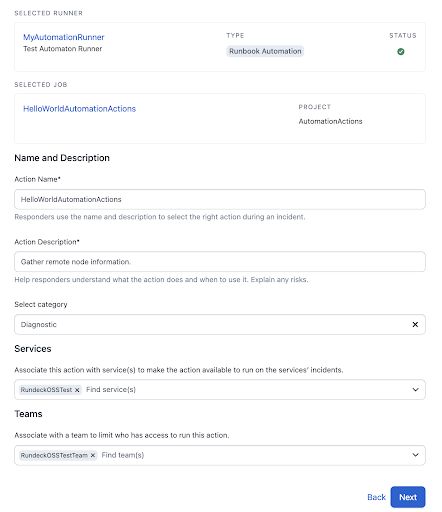 SELECTED RUNNER
MyAutomationRunner
Test Automaton Runner
TYPE
Runbook Automation
STATUS
SELECTED JOB
HelloWorldAutomationActions
PROJECT
AutomationActions
Name and Description
Action Name*
HelloWorldAutomationActions
Responders use the name and description to select the right action during an incident.
Action Description*
Gather remote node information.
Help responders understand what the action does and when to use it. Explain any risks.
Select category
Diagnostic
Services
Associate this action with service(s) to make the action available to run on the services' incidents.
RundeckOSSTest × Find service(s)
Teams
Associate with a team to limit who has access to run this action.
RundeckOSSTestTeam × Find team(s)
Back Next